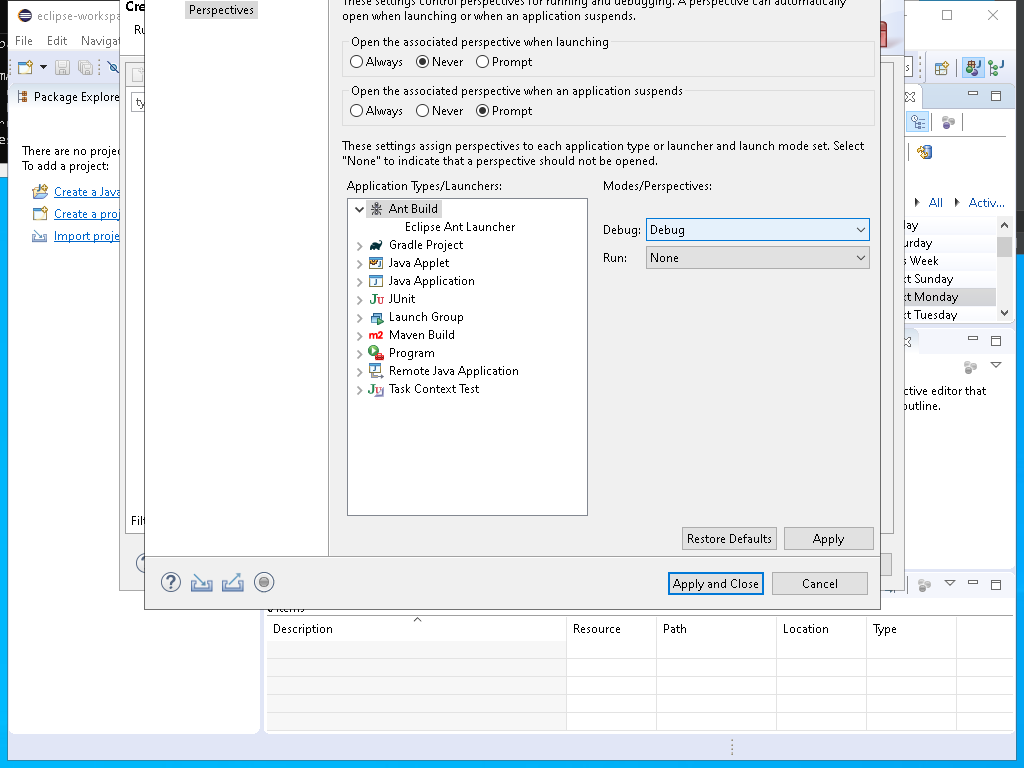 eclipse-workspa
File Edit Navigat
Package Explore
There are no projec
To add a project:
Create a Java
Create a proj
Import proje
Cre
Ru
ty
Filt
Perspectives
These settings control perspectives for running and debugging. A perspective can automatically
open when launching or when an application suspends.
Open the associated perspective when launching
Always Never Prompt
Open the associated perspective when an application suspends
Always Never Prompt
These settings assign perspectives to each application type or launcher and launch mode set. Select
"None" to indicate that a perspective should not be opened.
Application Types/Launchers:
Modes/Perspectives:
Ant Build
Eclipse Ant Launcher
Gradle Project
Java Applet
Java Application
JUnit
Launch Group
Maven Build
Program
Remote Java Application
Task Context Test
Debug: Debug
Run: None
Restore Defaults Apply
Apply and Close Cancel
All Activ...
lay
urday
s Week
xt Sunday
xt Monday
xt Tuesday
ctive editor that
outline.
0 items
Description Resource Path Location Type